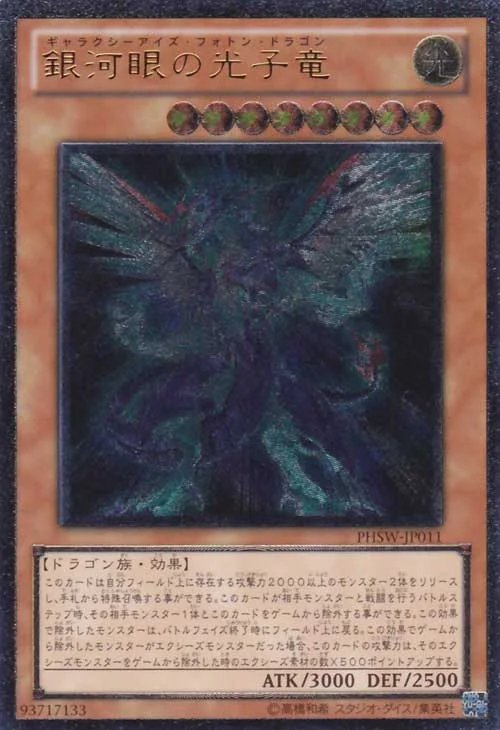 ギャラクシーアイズ・フォトン・ドラゴン
銀河眼の光子竜
光
PHSW-JP011
【ドラゴン族・効果】
このカードは自分フィールド上に存在する攻撃力2000以上のモンスター2体をリリース
し、手札から特殊召喚する事ができる。このカードが相手モンスターと戦闘を行うバトルス
テップ時、その相手モンスター1体とこのカードをゲームから除外する事ができる。この効果
で除外したモンスターは、バトルフェイズ終了時にフィールド上に戻る。この効果でゲームか
ら除外したモンスターがエクシーズモンスターだった場合、このカードの攻撃力は、そのエク
シーズモンスターをゲームから除外した時のエクシーズ素材の数×500ポイントアップする。
ATK/3000 DEF/2500
93717133
©高橋和希 スタジオ・ダイス/集英社